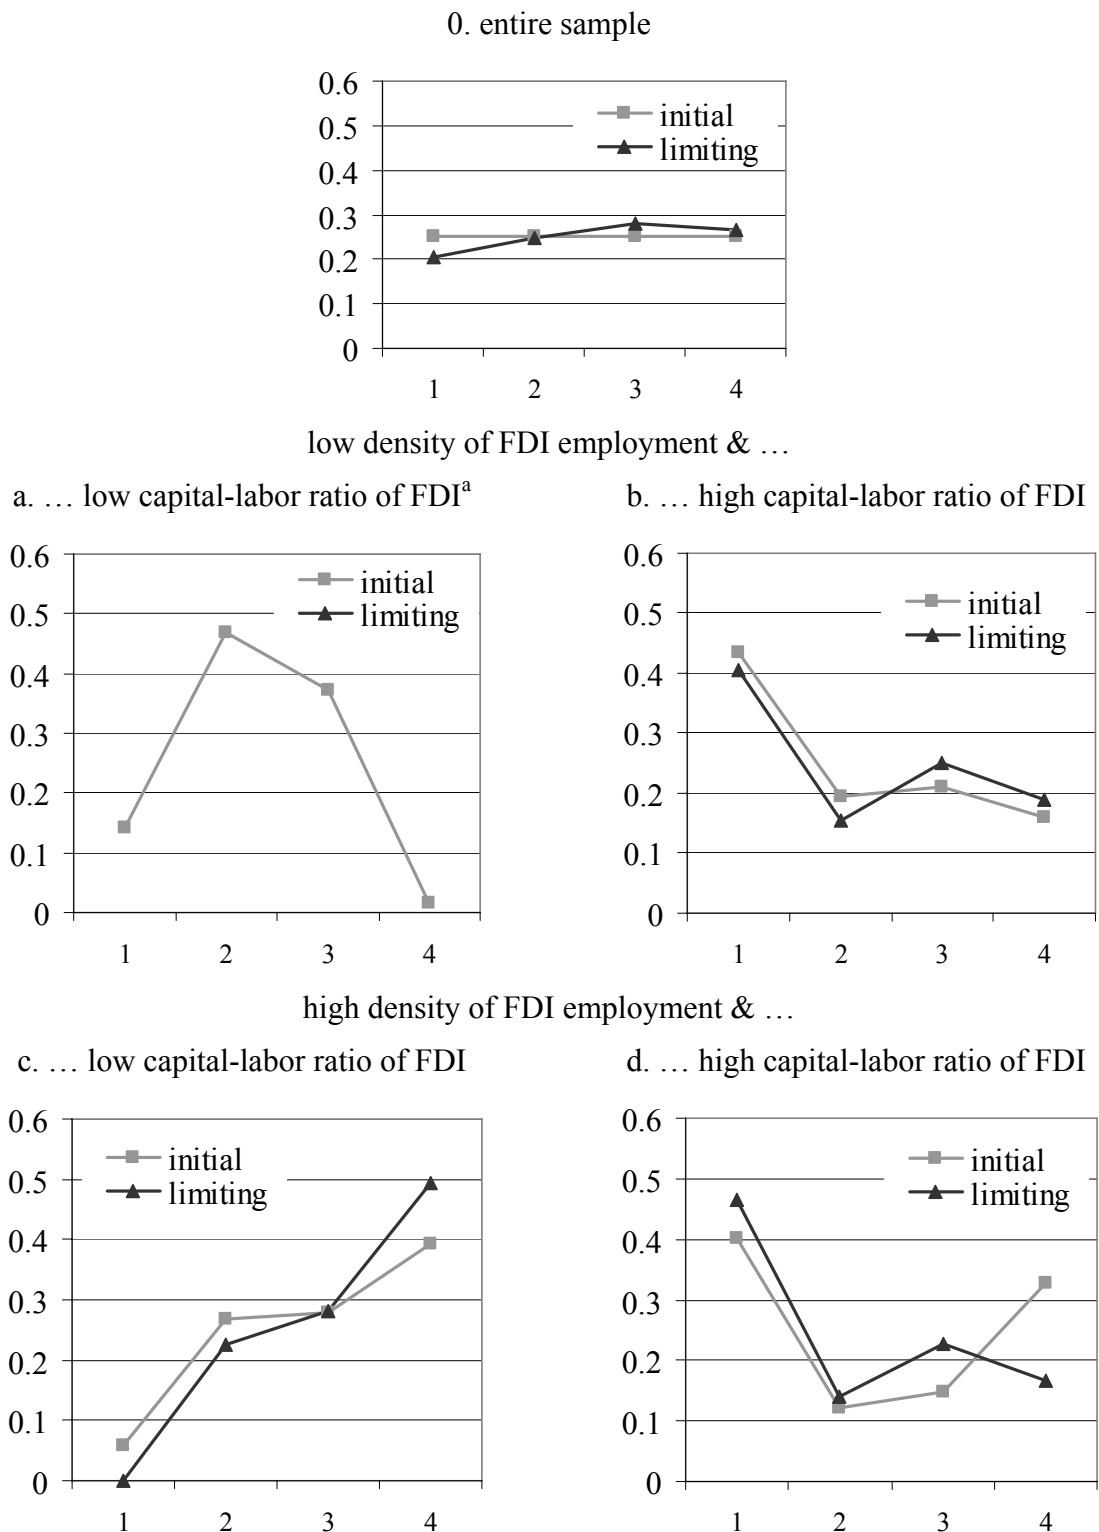 0. entire sample
0.6
0.5
0.4
0.3
0.2
0.1
0
initial
limiting
1 2 3 4
low density of FDI employment & …
a. … low capital-labor ratio of FDIᵃ
0.6
0.5
0.4
0.3
0.2
0.1
0
initial
limiting
1 2 3 4
b. … high capital-labor ratio of FDI
0.6
0.5
0.4
0.3
0.2
0.1
0
initial
limiting
1 2 3 4
high density of FDI employment & …
c. … low capital-labor ratio of FDI
0.6
0.5
0.4
0.3
0.2
0.1
0
initial
limiting
1 2 3 4
d. … high capital-labor ratio of FDI
0.6
0.5
0.4
0.3
0.2
0.1
0
initial
limiting
1 2 3 4